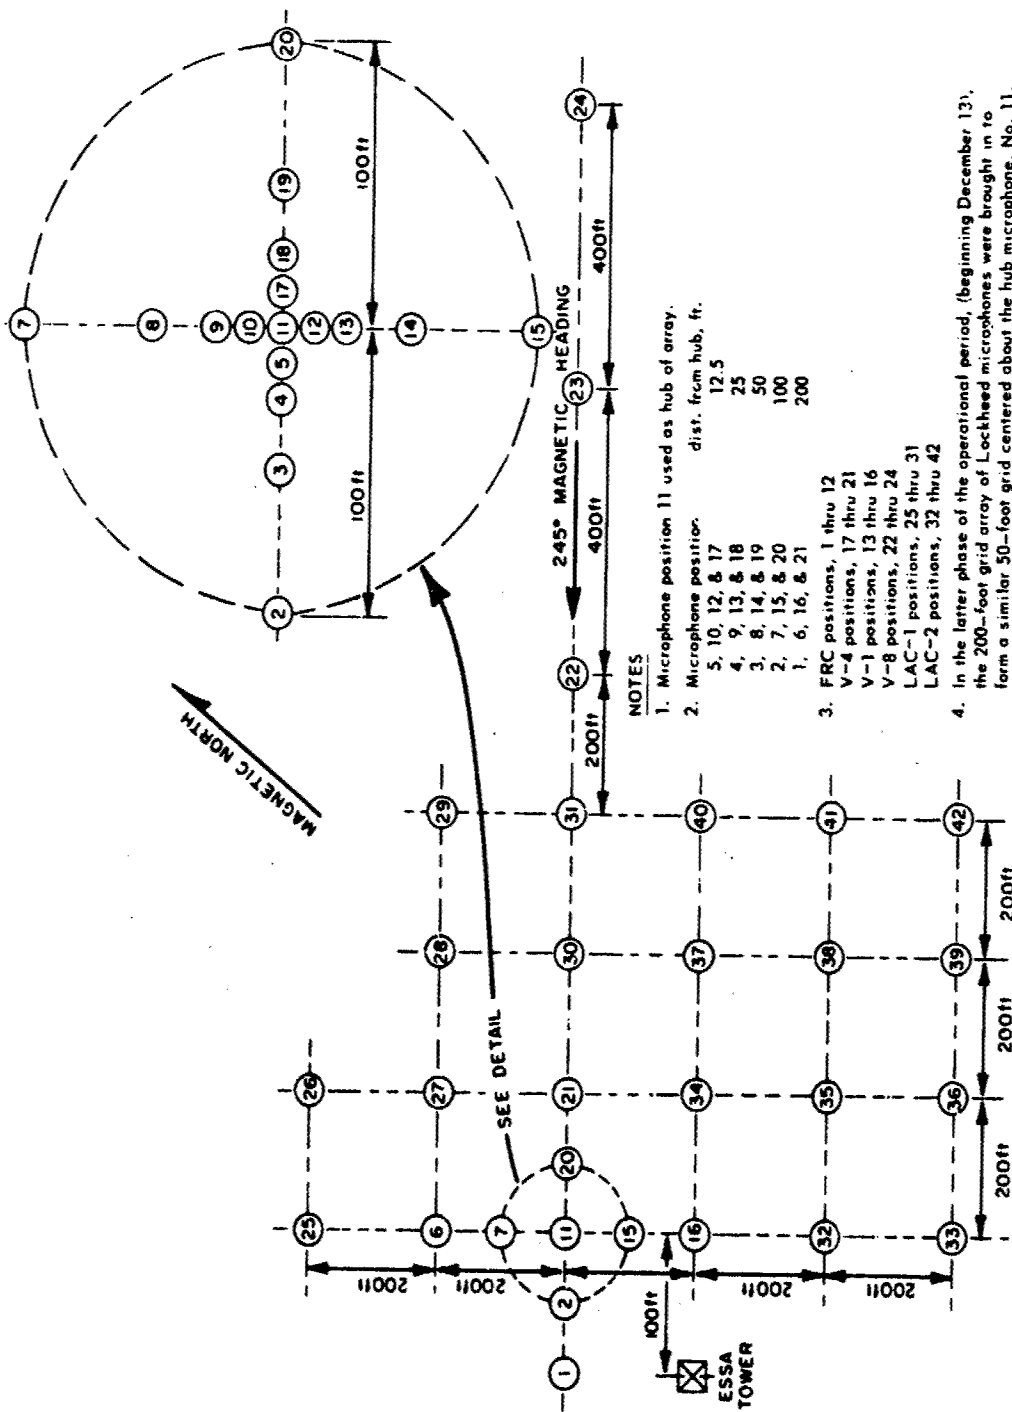 MAGNETIC NORTH
7
2 3 4 5 11 17 18 19 20
8
9
10
12
13
14
15
100ft 100ft
SEE DETAIL
25 26
6 27 28 29
7
1 2 11 20 21 30 31 22 23 24
15
16 34 37 40
32 35 38 41
33 36 39 42
200ft
200ft
200ft
200ft
100ft
ESSA
TOWER
200ft 200ft 200ft
245° MAGNETIC HEADING
200ft 400ft 400ft
NOTES
1. Microphone position 11 used as hub of array.
2. Microphone position. dist. from hub, ft.
5, 10, 12, & 17 12.5
4, 9, 13, & 18 25
3, 8, 14, & 19 50
2, 7, 15, & 20 100
1, 6, 16, & 21 200
3. FRC positions, 1 thru 12
V-4 positions, 17 thru 21
V-1 positions, 13 thru 16
V-8 positions, 22 thru 24
LAC-1 positions, 25 thru 31
LAC-2 positions, 32 thru 42
4. In the latter phase of the operational period, (beginning December 13),
the 200-foot grid array of Lockheed microphones were brought in to
form a similar 50-foot grid centered about the hub microphone, No. 11.